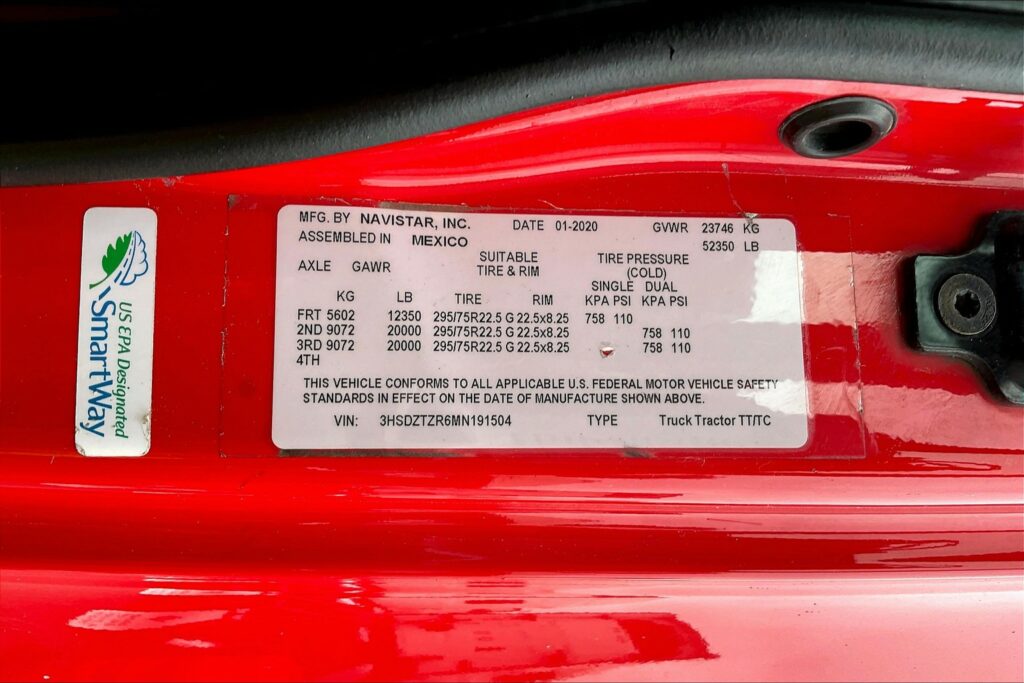 MFG. BY NAVISTAR, INC. DATE 01-2020 GVWR 23746 KG
ASSEMBLED IN MEXICO 52350 LB
SUITABLE TIRE PRESSURE
AXLE GAWR TIRE & RIM (COLD)
SINGLE DUAL
KG LB TIRE RIM KPA PSI KPA PSI
FRT 5602 12350 295/75R22.5 G 22.5x8.25 758 110
2ND 9072 20000 295/75R22.5 G 22.5x8.25 758 110
3RD 9072 20000 295/75R22.5 G 22.5x8.25 758 110
4TH
THIS VEHICLE CONFORMS TO ALL APPLICABLE U.S. FEDERAL MOTOR VEHICLE SAFETY
STANDARDS IN EFFECT ON THE DATE OF MANUFACTURE SHOWN ABOVE.
VIN: 3HSDZTZR6MN191504 TYPE Truck Tractor TT/TC
US EPA Designated
SmartWay